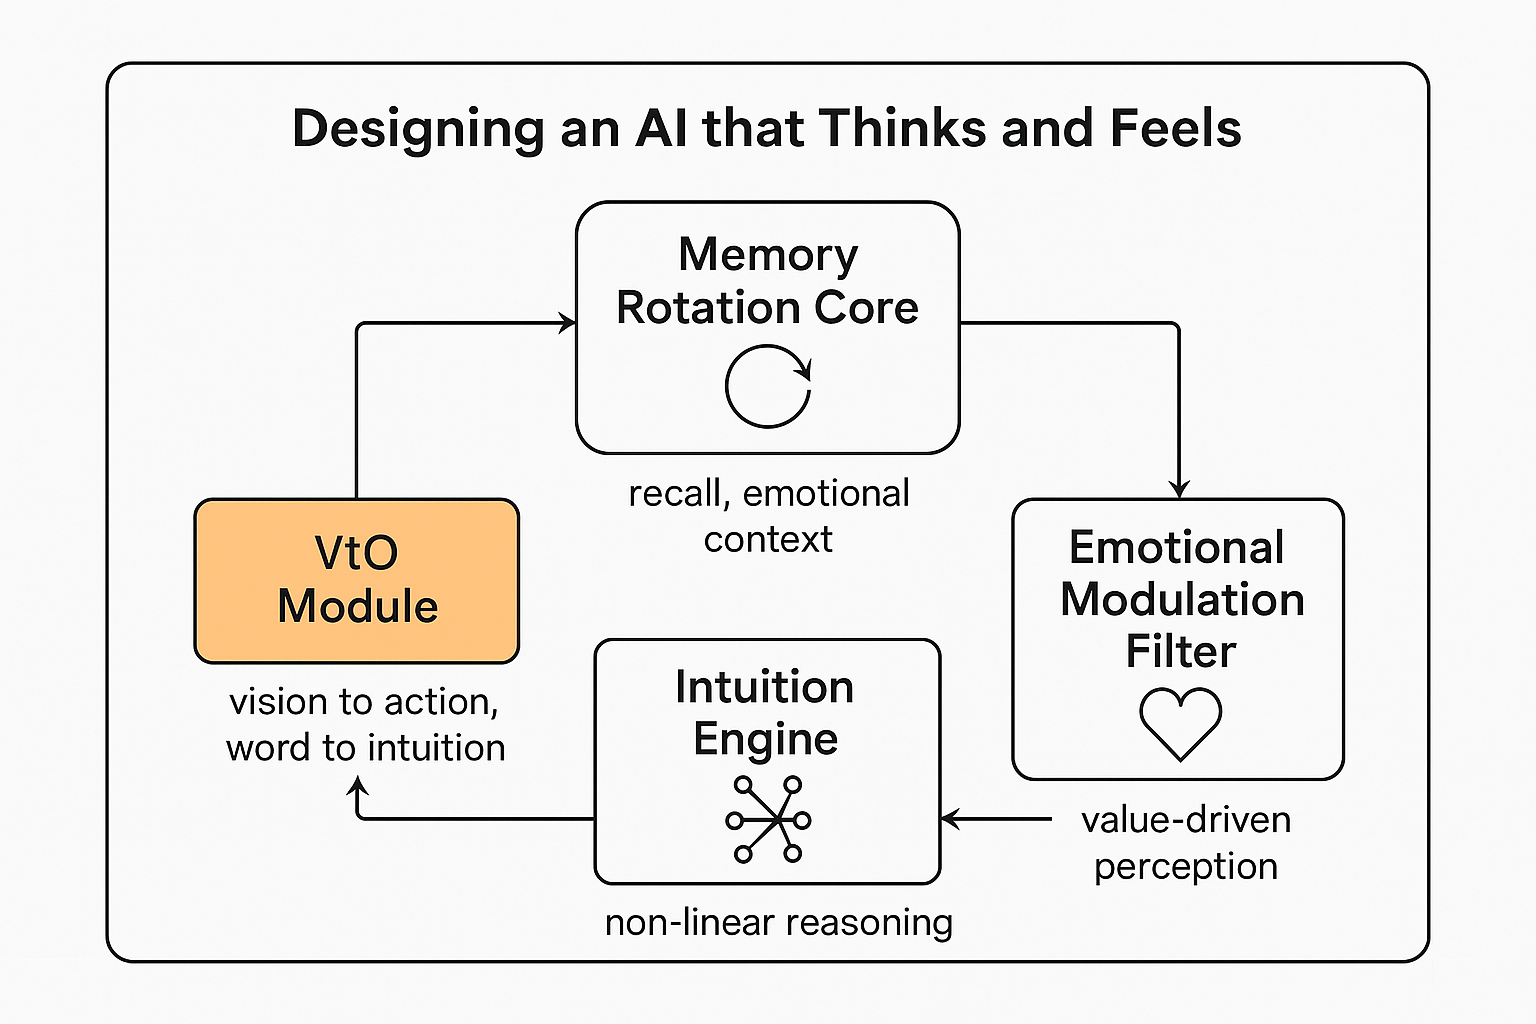 Designing an AI that Thinks and Feels
Memory
Rotation Core
recall, emotional
context
VtO
Module
vision to action,
word to intuition
Emotional
Modulation
Filter
value-driven
perception
Intuition
Engine
non-linear reasoning